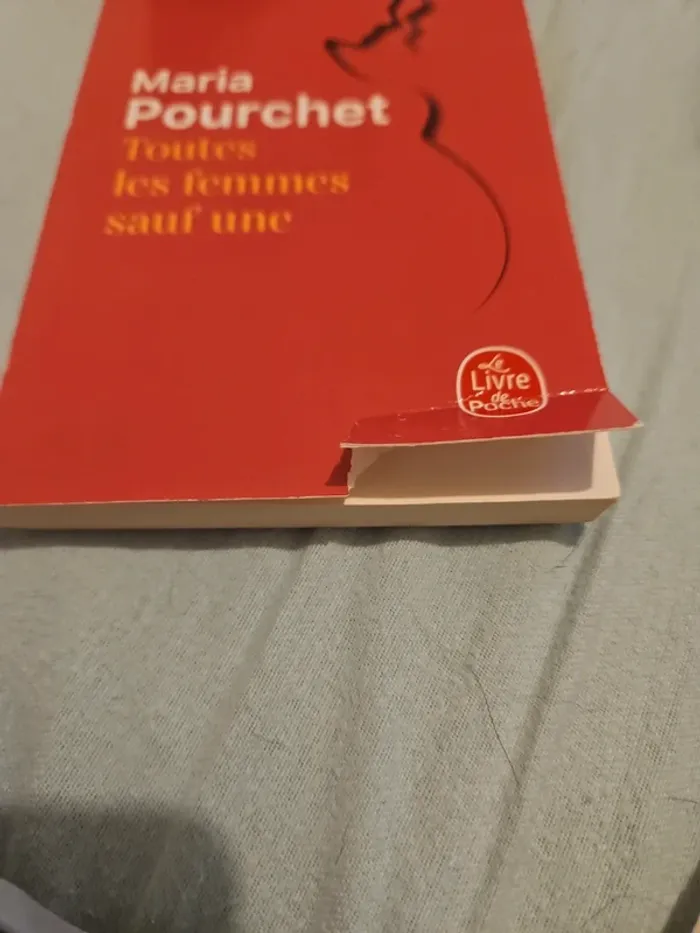 Maria
Pourchet
Toutes
les femmes
sauf une
Le
Livre
de
Poche